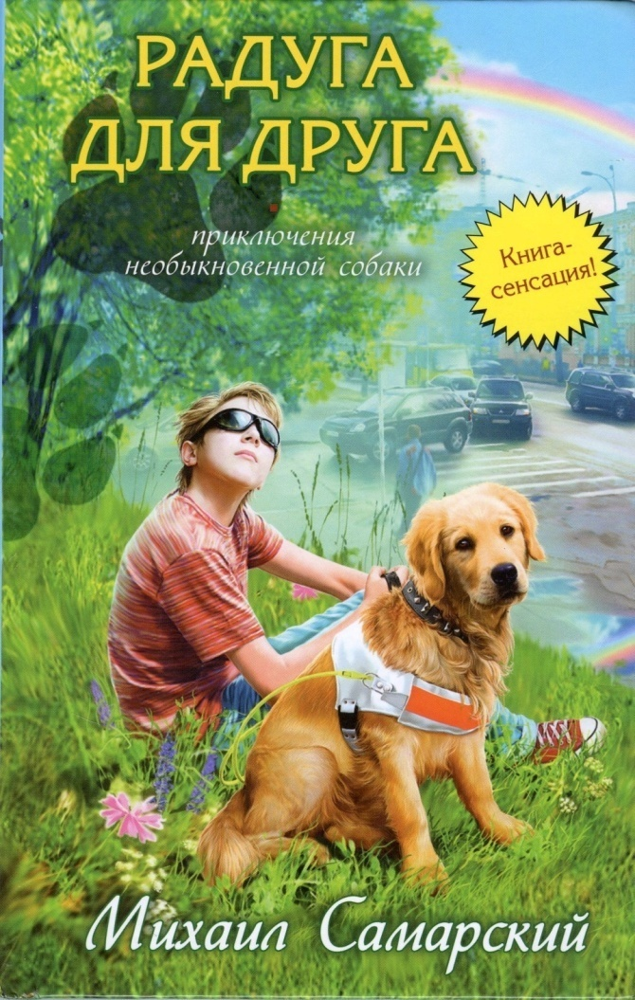 РАДУГА
ДЛЯ ДРУГА
приключения
необыкновенной собаки
Книга-
сенсация!
Михаил Самарский